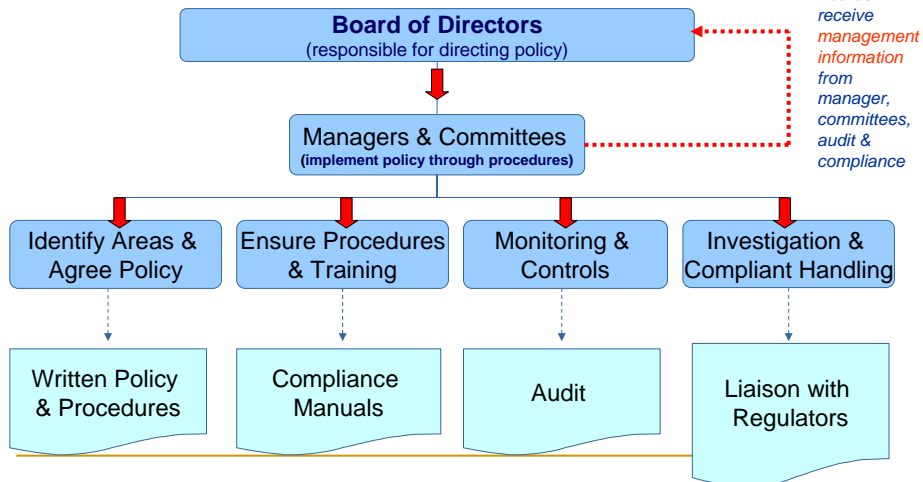 Board of Directors
(responsible for directing policy)
receive
management
information
from
manager,
committees,
audit &
compliance
Managers & Committees
(implement policy through procedures)
Identify Areas &
Agree Policy
Ensure Procedures
& Training
Monitoring &
Controls
Investigation &
Compliant Handling
Written Policy
& Procedures
Compliance
Manuals
Audit
Liaison with
Regulators